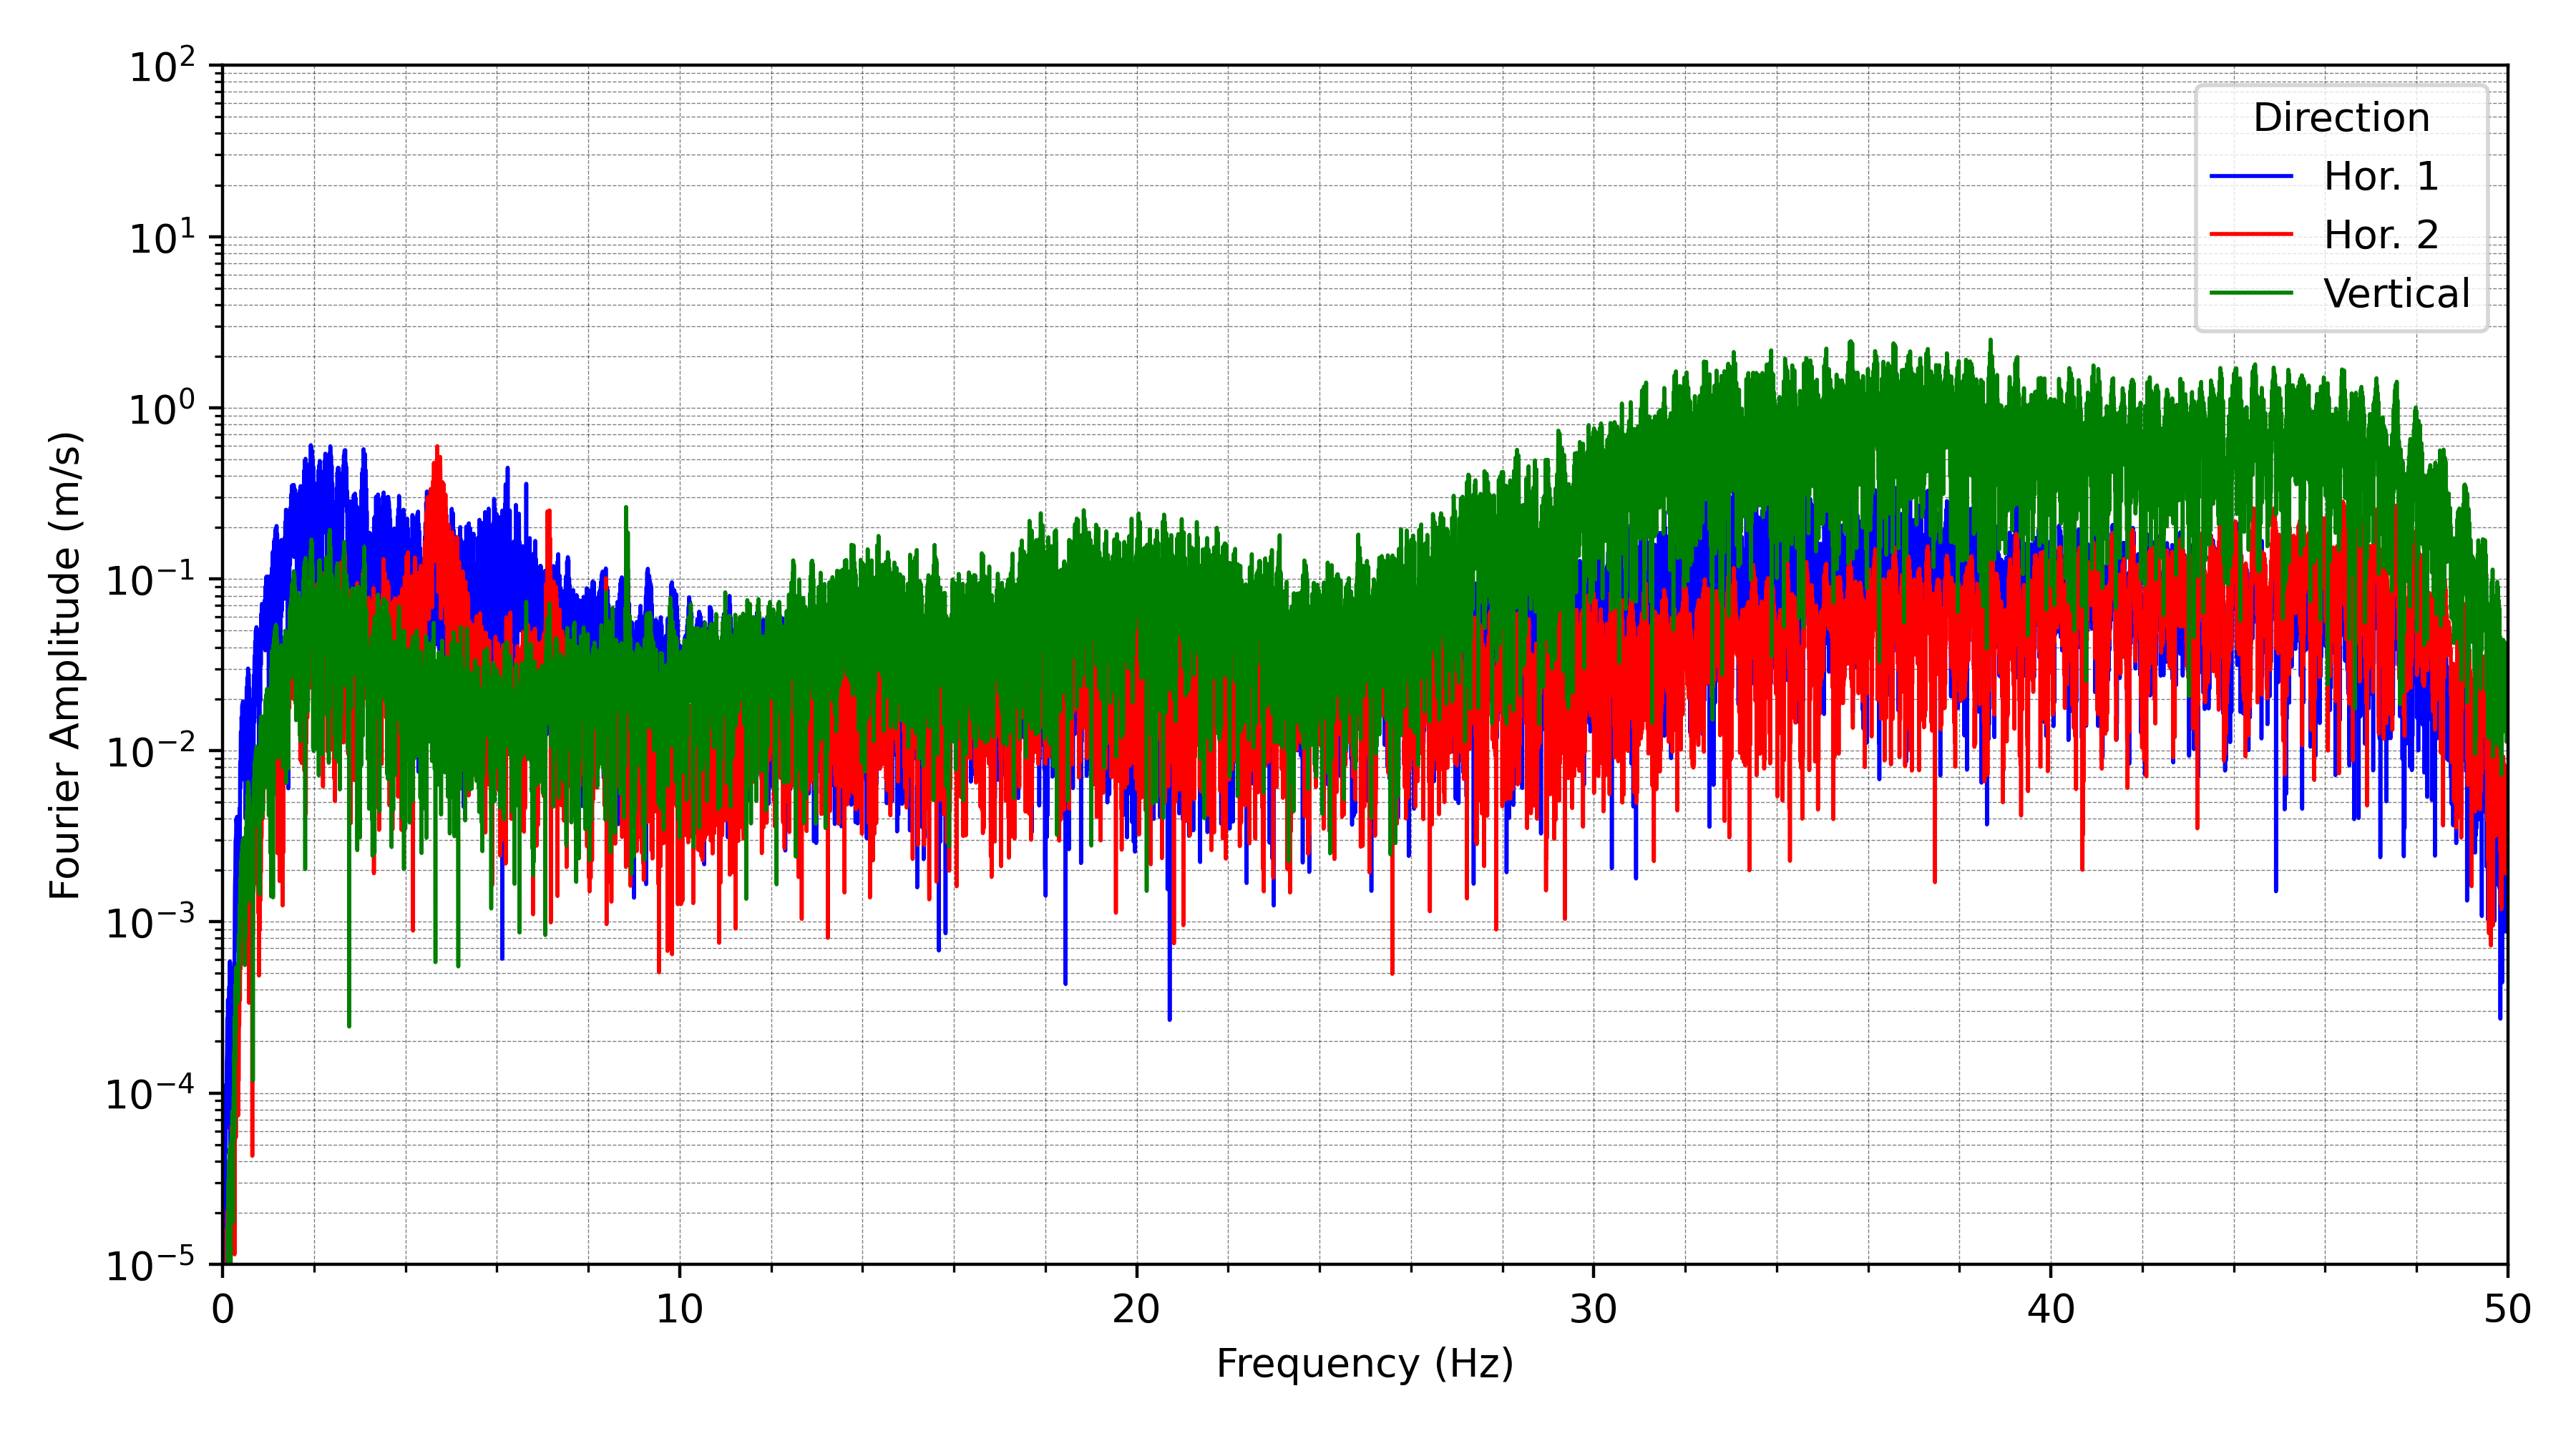 Fourier Amplitude (m/s)
10²
10¹
10⁰
10⁻¹
10⁻²
10⁻³
10⁻⁴
10⁻⁵
Direction
Hor. 1
Hor. 2
Vertical
0 10 20 30 40 50
Frequency (Hz)